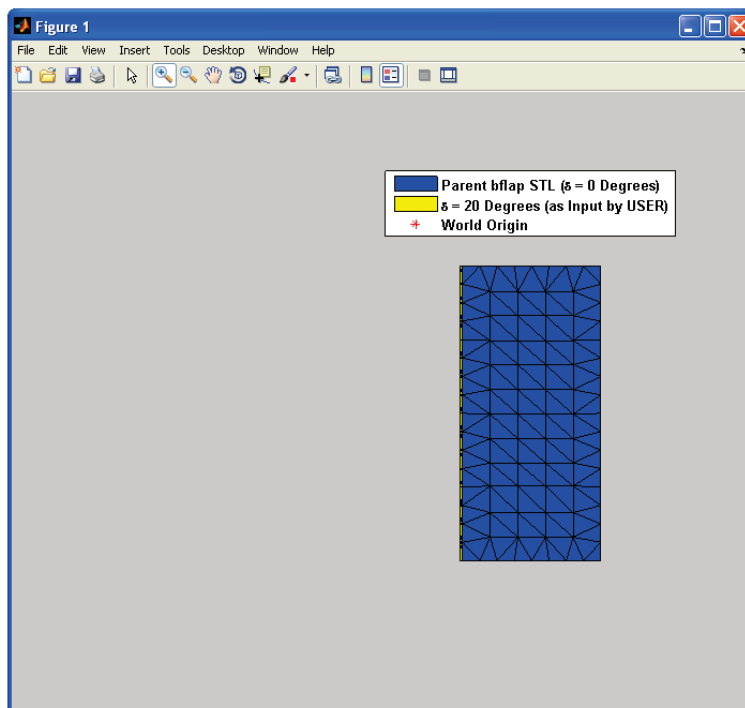 Figure 1
File Edit View Insert Tools Desktop Window Help
Parent bflap STL (δ = 0 Degrees)
δ = 20 Degrees (as Input by USER)
World Origin